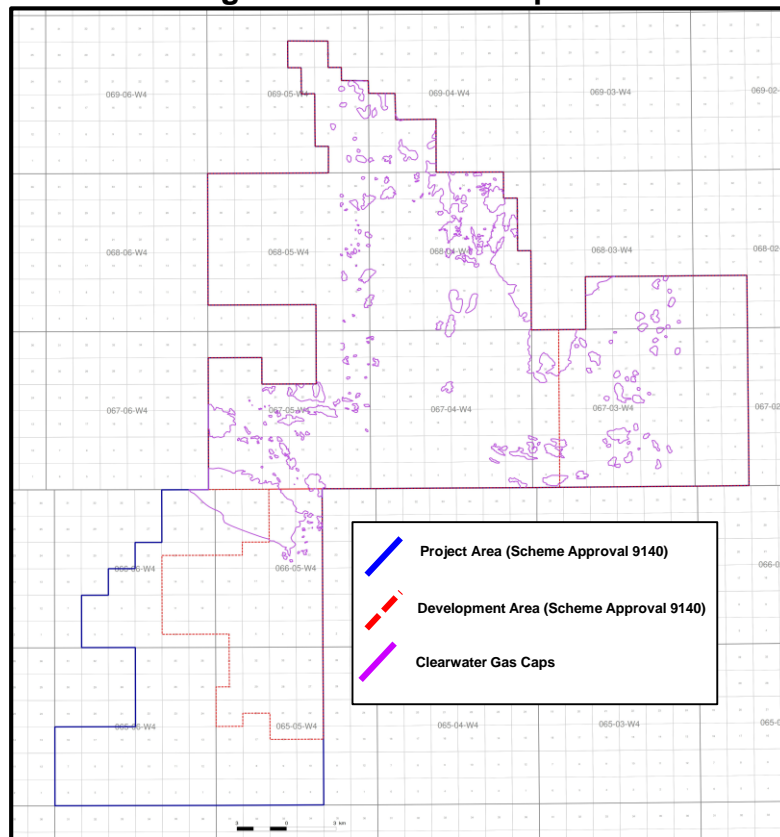 069-06-W4
069-05-W4
069-04-W4
069-03-W4
069-02
068-06-W4
068-05-W4
068-04-W4
068-03-W4
068-02
067-06-W4
067-05-W4
067-04-W4
067-03-W4
067-02
Project Area (Scheme Approval 9140)
066-06-W4
066-05-W4
066-0
Development Area (Scheme Approval 9140)
Clearwater Gas Caps
065-06-W4
065-05-W4
065-04-W4
065-03-W4
065-0
3 0 3 km